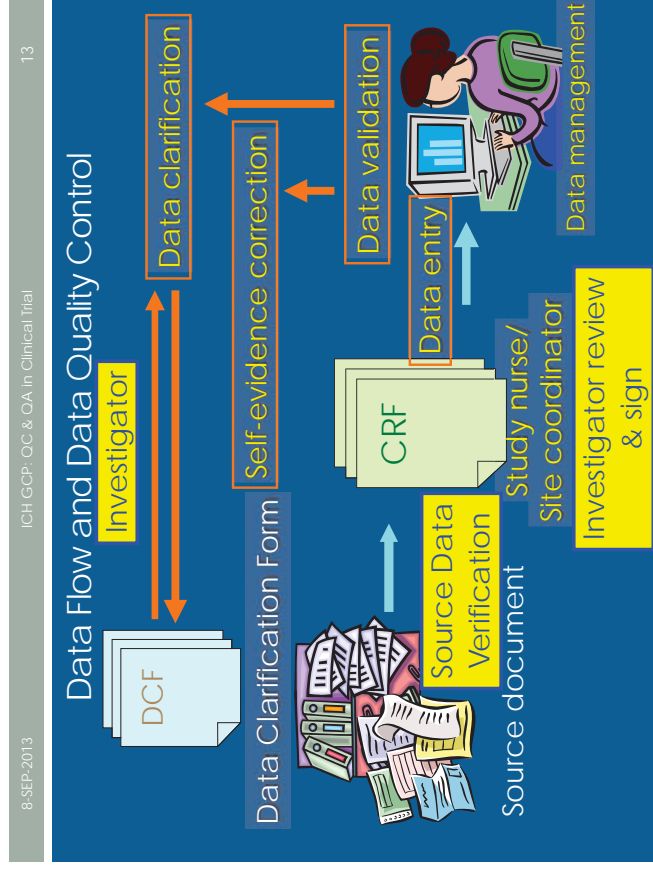 8-SEP-2013
ICH GCP: QC & QA in Clinical Trial
13
Data Flow and Data Quality Control
DCF
Investigator
Data clarification
Data Clarification Form
Self-evidence correction
Data validation
Source Data
Verification
CRF
Data entry
Source document
Study nurse/
Site coordinator
Data management
Investigator review
& sign